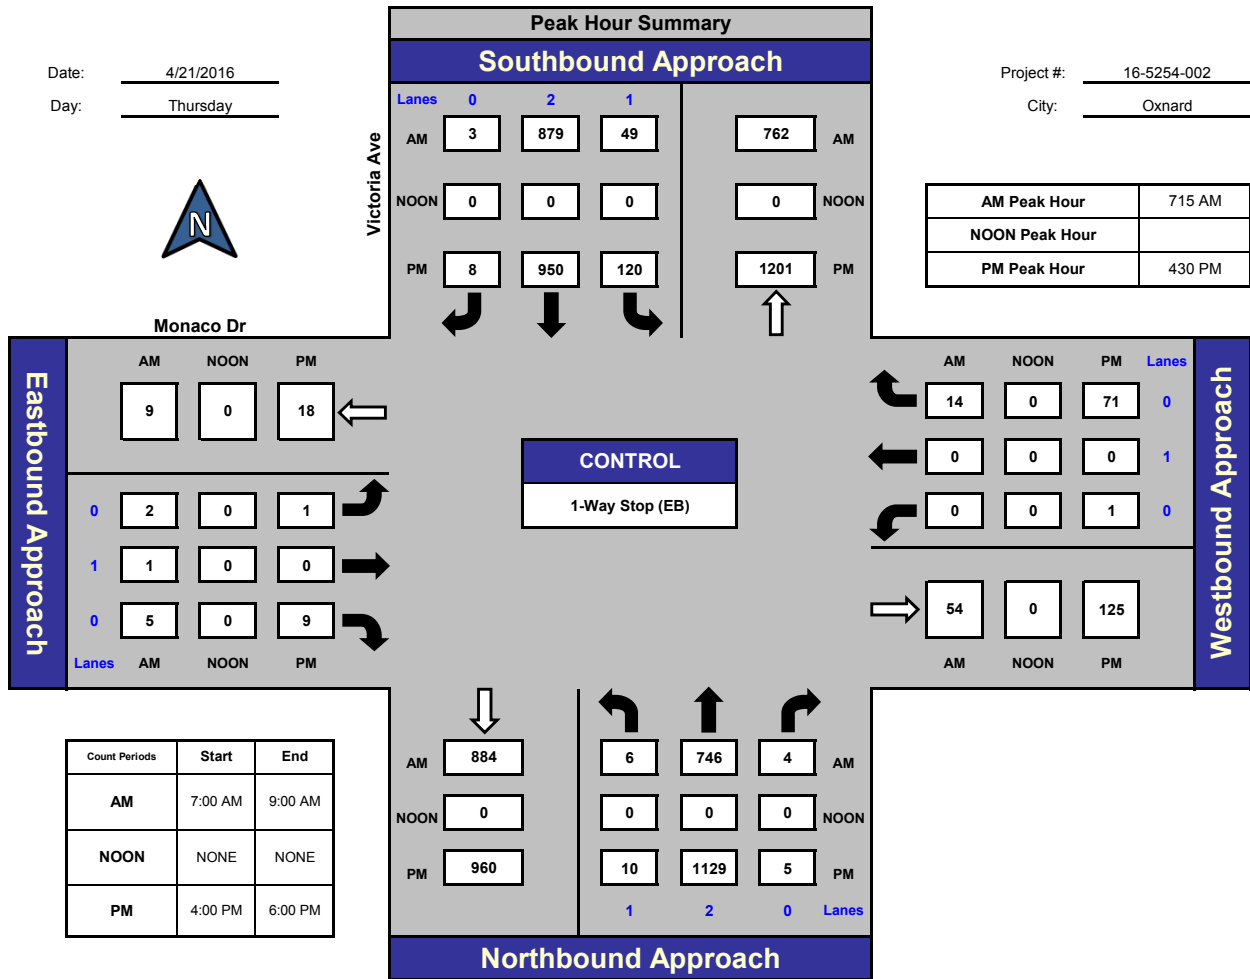 Peak Hour Summary
Southbound Approach
Date: 4/21/2016
Day: Thursday
Project #: 16-5254-002
City: Oxnard
Victoria Ave
Lanes 0 2 1
AM 3 879 49 762 AM
NOON 0 0 0 0 NOON
PM 8 950 120 1201 PM
N
AM Peak Hour 715 AM
NOON Peak Hour
PM Peak Hour 430 PM
Monaco Dr
Eastbound Approach
AM NOON PM
9 0 18
0 2 0 1
1 1 0 0
0 5 0 9
Lanes AM NOON PM
CONTROL
1-Way Stop (EB)
AM NOON PM Lanes
14 0 71 0
0 0 0 1
0 0 1 0
54 0 125
AM NOON PM
Westbound Approach
Count Periods Start End
AM 7:00 AM 9:00 AM
NOON NONE NONE
PM 4:00 PM 6:00 PM
AM 884 6 746 4 AM
NOON 0 0 0 0 NOON
PM 960 10 1129 5 PM
1 2 0 Lanes
Northbound Approach